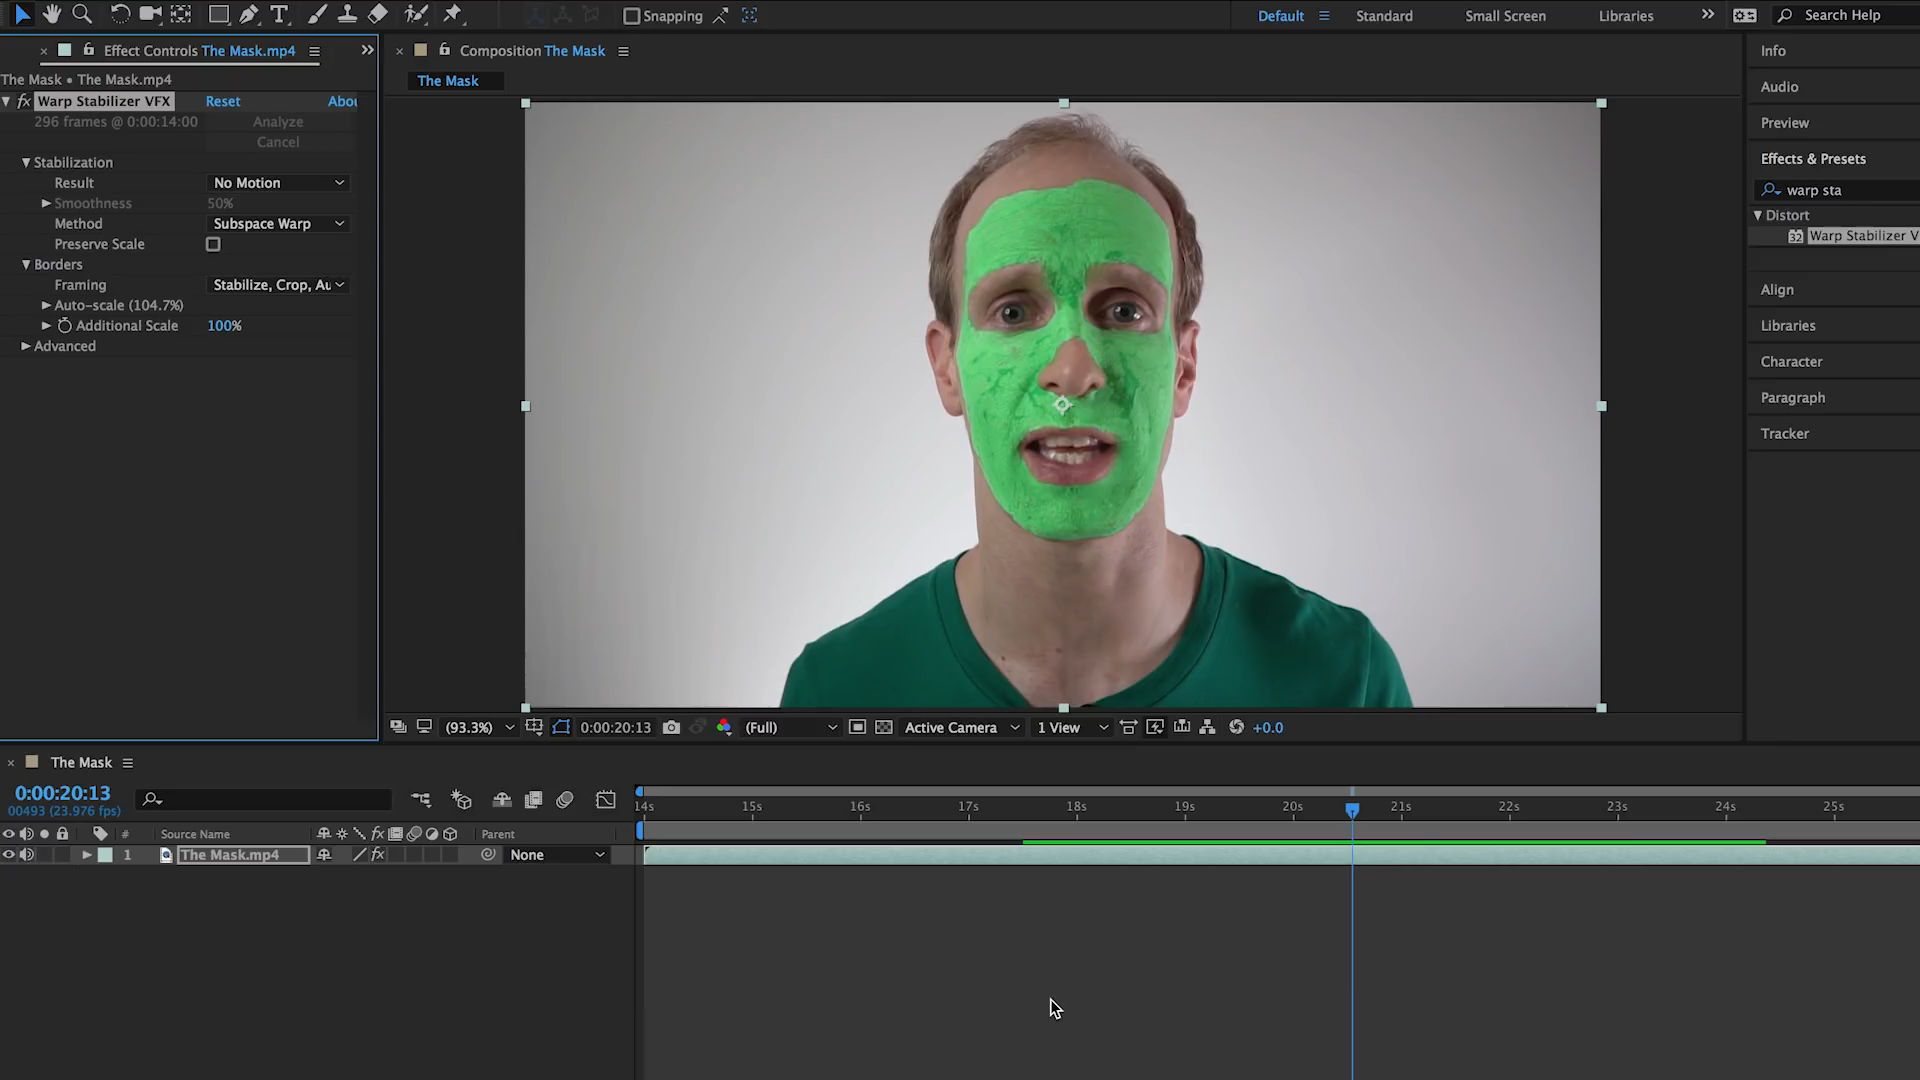 Snapping
Default
Standard
Small Screen
Libraries
Search Help
Effect Controls The Mask.mp4
The Mask • The Mask.mp4
fx Warp Stabilizer VFX Reset Abou
296 frames @ 0:00:14:00 Analyze
Cancel
Stabilization
Result No Motion
Smoothness 50%
Method Subspace Warp
Preserve Scale
Borders
Framing Stabilize, Crop, Au
Auto-scale (104.7%)
Additional Scale 100%
Advanced
Composition The Mask
The Mask
(93.3%) 0:00:20:13 (Full) Active Camera 1 View +0.0
Info
Audio
Preview
Effects & Presets
warp sta
Distort
32 Warp Stabilizer V
Align
Libraries
Character
Paragraph
Tracker
The Mask
0:00:20:13
00493 (23.976 fps)
14s 15s 16s 17s 18s 19s 20s 21s 22s 23s 24s 25s
# Source Name fx Parent
1 The Mask.mp4 fx None